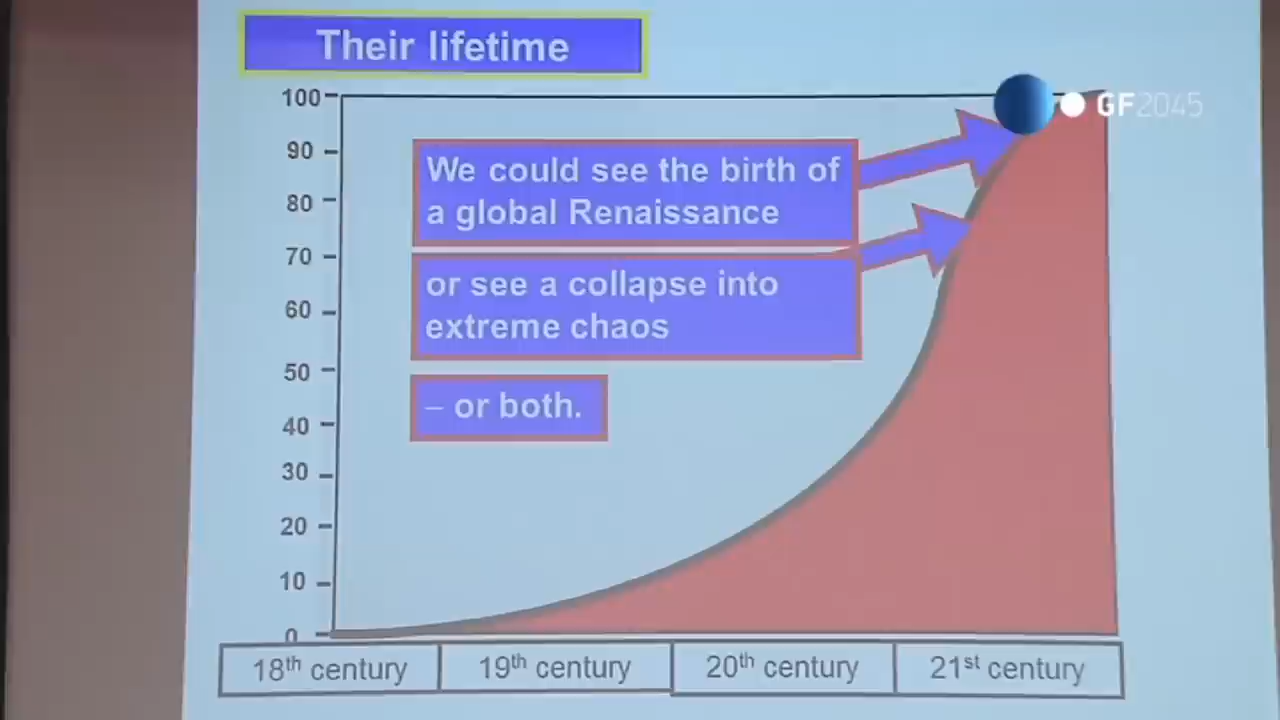 Their lifetime
100
GF2045
90
We could see the birth of
a global Renaissance
80
70
or see a collapse into
extreme chaos
60
50
– or both.
40
30
20
10
0
18th century
19th century
20th century
21st century